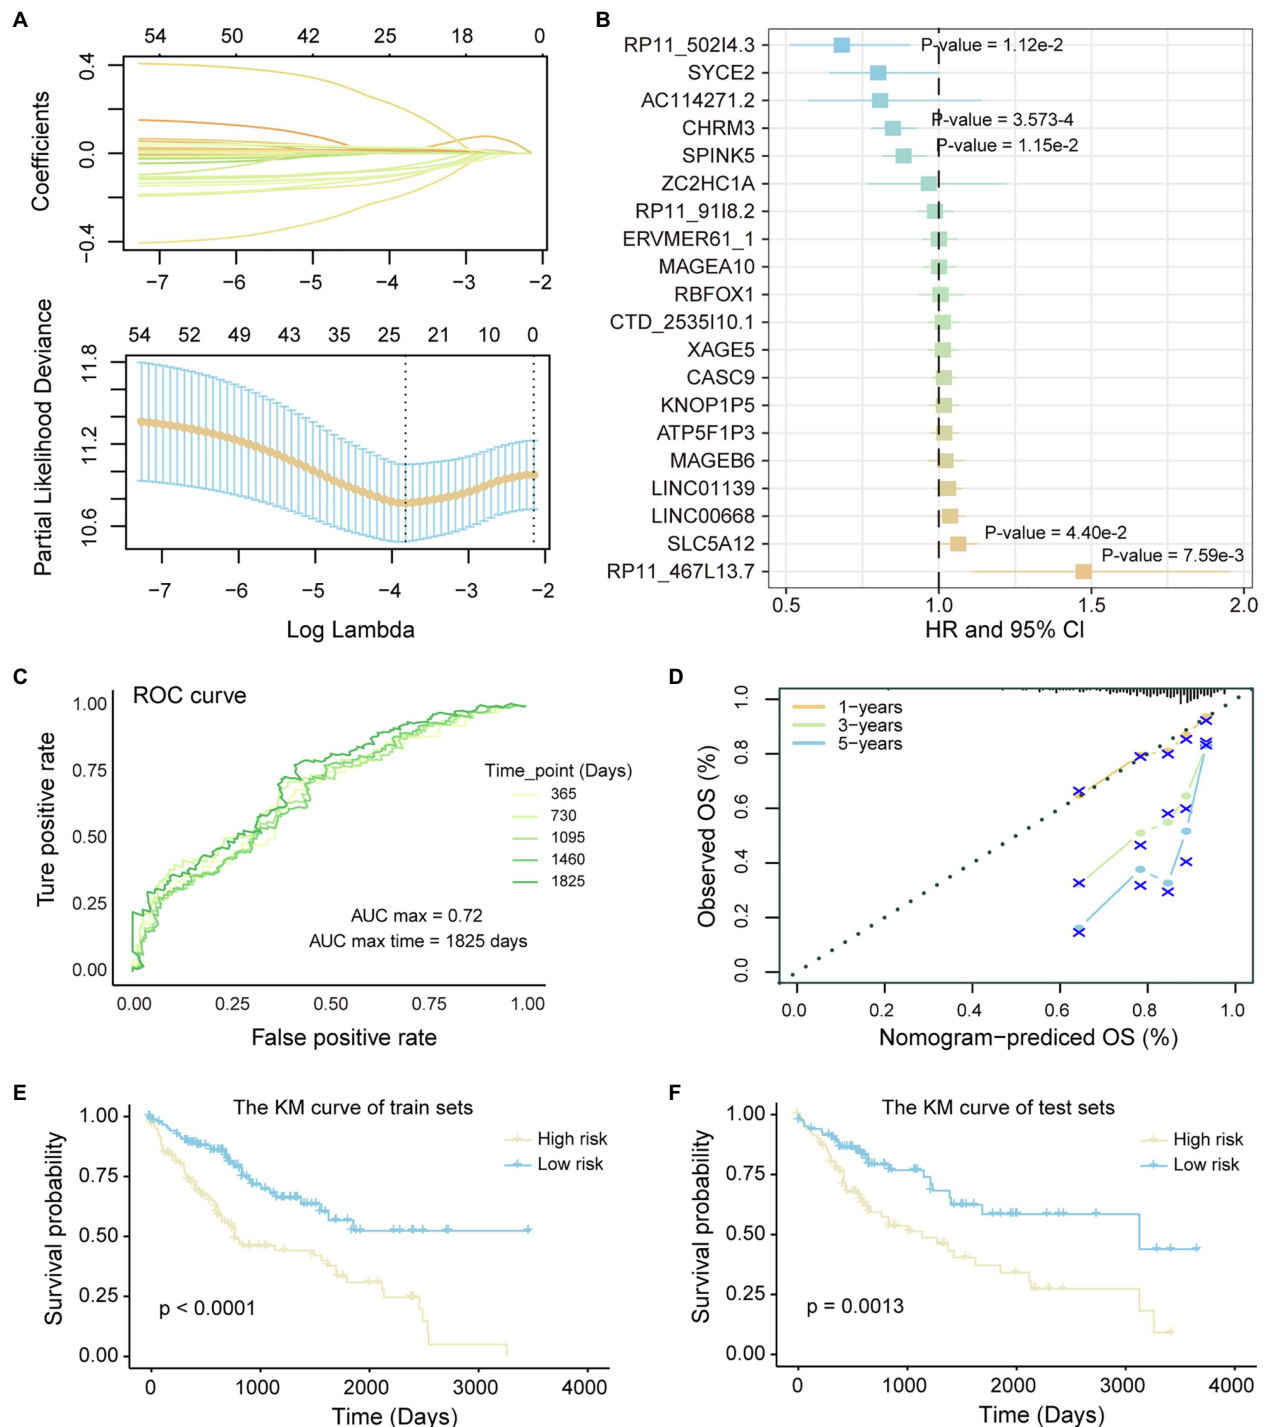 A
54 50 42 25 18 0
0.4
0.0
−0.4
Coefficients
−7 −6 −5 −4 −3 −2
54 52 49 43 35 25 21 10 0
11.8
11.2
10.6
Partial Likelihood Deviance
−7 −6 −5 −4 −3 −2
Log Lambda
B
RP11_502I4.3
P-value = 1.12e-2
SYCE2
AC114271.2
CHRM3
P-value = 3.573-4
SPINK5
P-value = 1.15e-2
ZC2HC1A
RP11_91I8.2
ERVMER61_1
MAGEA10
RBFOX1
CTD_2535I10.1
XAGE5
CASC9
KNOP1P5
ATP5F1P3
MAGEB6
LINC01139
LINC00668
SLC5A12
P-value = 4.40e-2
RP11_467L13.7
P-value = 7.59e-3
0.5 1.0 1.5 2.0
HR and 95% CI
C
ROC curve
1.00
0.75
0.50
0.25
0.00
Ture positive rate
Time_point (Days)
365
730
1095
1460
1825
AUC max = 0.72
AUC max time = 1825 days
0.00 0.25 0.50 0.75 1.00
False positive rate
D
1−years
3−years
5−years
1.0
0.8
0.6
0.4
0.2
0.0
Observed OS (%)
0.0 0.2 0.4 0.6 0.8 1.0
Nomogram−prediced OS (%)
E
The KM curve of train sets
1.00
0.75
0.50
0.25
0.00
Survival probability
High risk
Low risk
p < 0.0001
0 1000 2000 3000 4000
Time (Days)
F
The KM curve of test sets
1.00
0.75
0.50
0.25
0.00
Survival probability
High risk
Low risk
p = 0.0013
0 1000 2000 3000 4000
Time (Days)